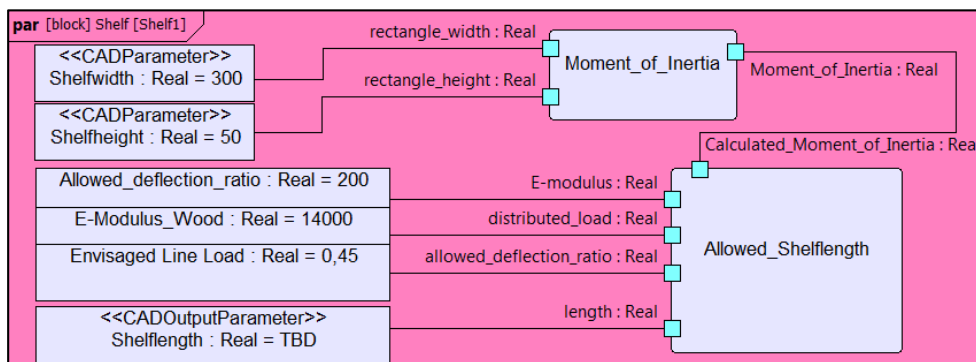 par [block] Shelf [Shelf1]
<<CADParameter>>
Shelfwidth : Real = 300
rectangle_width : Real
Moment_of_Inertia
Moment_of_Inertia : Real
rectangle_height : Real
<<CADParameter>>
Shelfheight : Real = 50
Calculated_Moment_of_Inertia : Rea
Allowed_deflection_ratio : Real = 200
E-Modulus_Wood : Real = 14000
Envisaged Line Load : Real = 0,45
E-modulus : Real
distributed_load : Real
allowed_deflection_ratio : Real
length : Real
Allowed_Shelflength
<<CADOutputParameter>>
Shelflength : Real = TBD